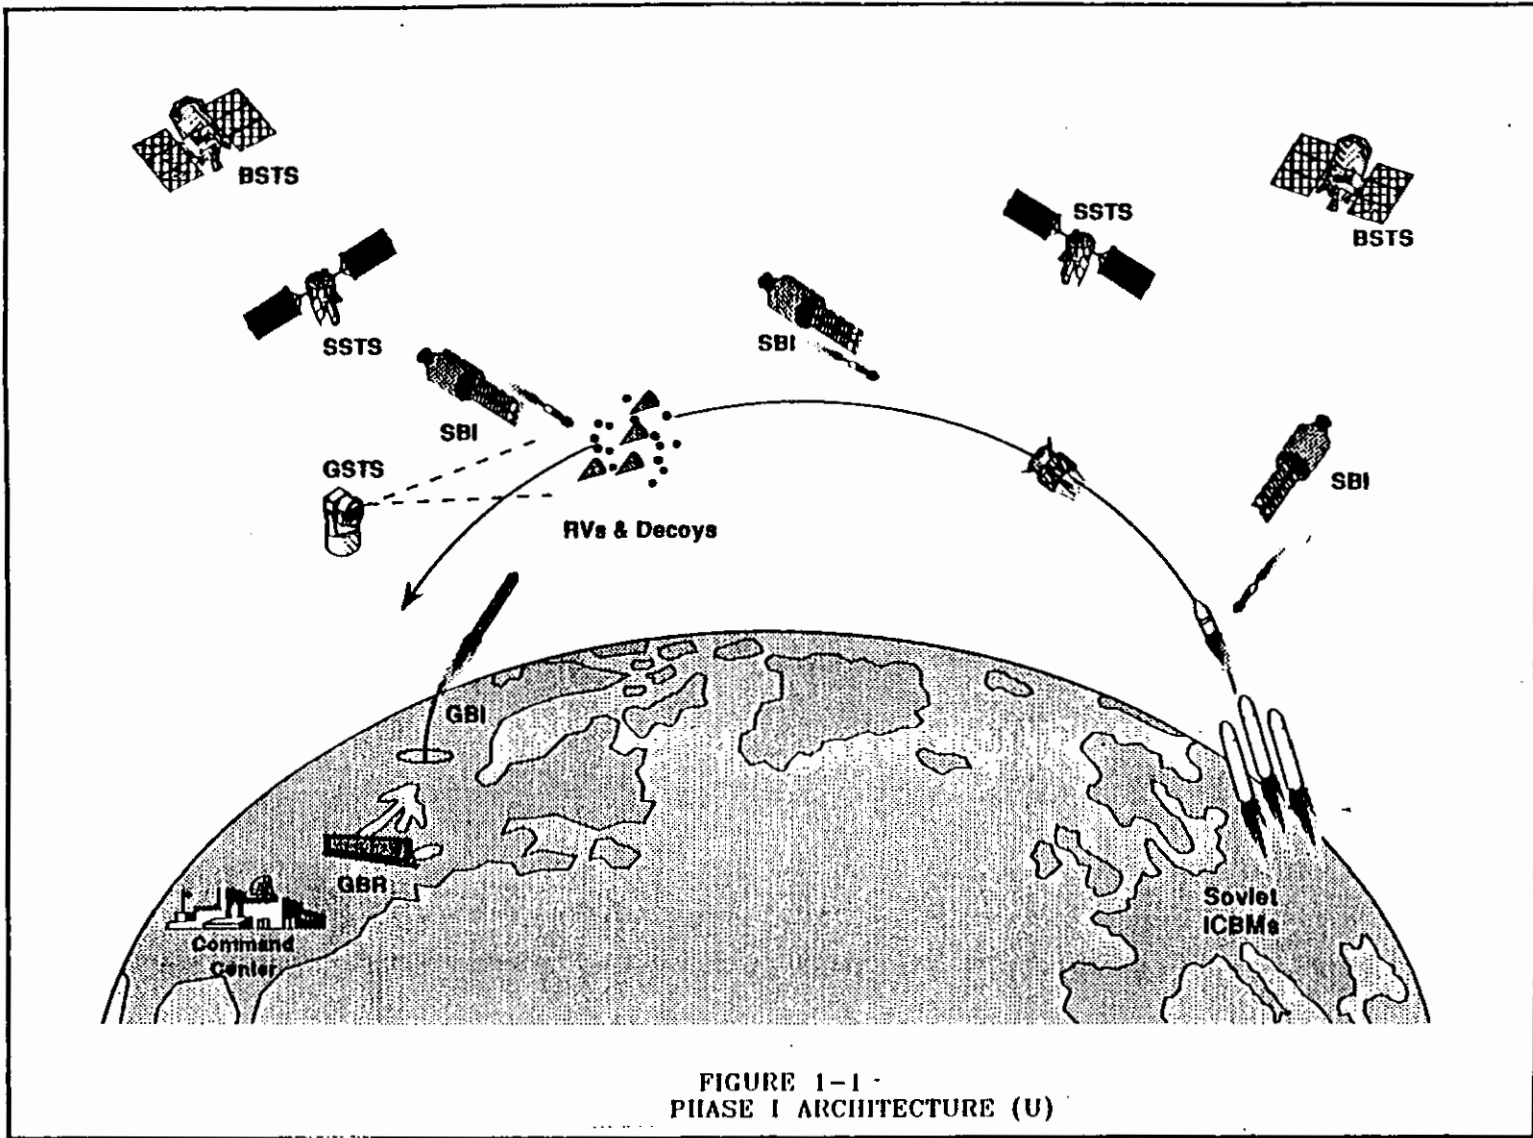 BSTS
SSTS
BSTS
SSTS
SBI
SBI
GSTS
SBI
RVs & Decoys
GBI
GBR
Soviet
ICBMs
Command
Center
FIGURE 1-1
PHASE I ARCHITECTURE (U)